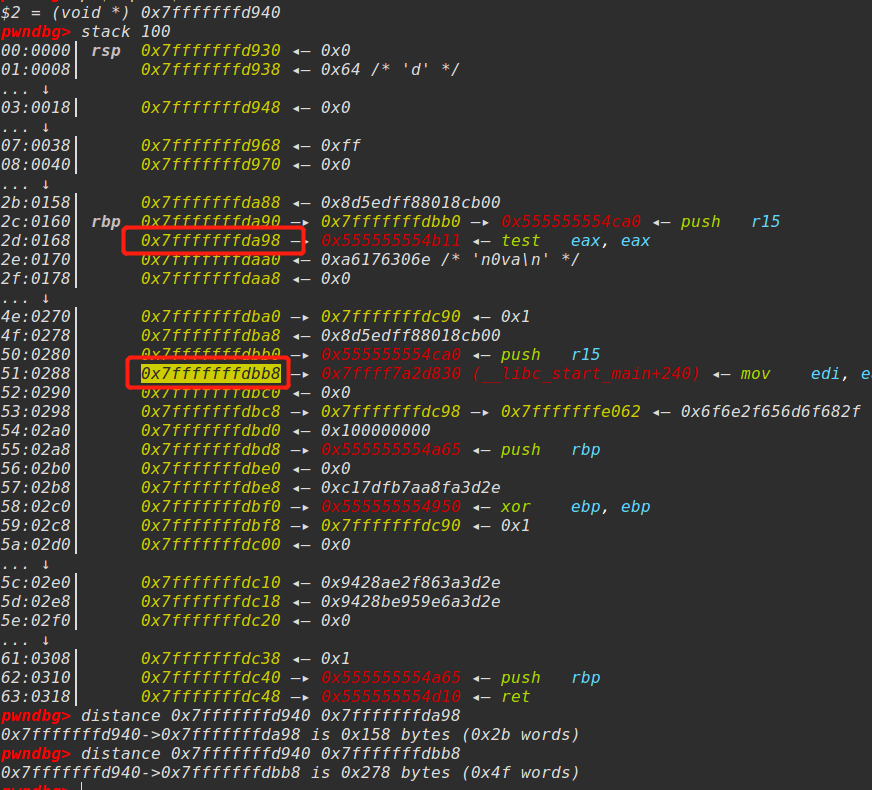 $2 = (void *) 0x7fffffffd940
pwndbg> stack 100
00:0000│ rsp 0x7fffffffd930 ◂— 0x0
01:0008│ 0x7fffffffd938 ◂— 0x64 /* 'd' */
... ↓
03:0018│ 0x7fffffffd948 ◂— 0x0
... ↓
07:0038│ 0x7fffffffd968 ◂— 0xff
08:0040│ 0x7fffffffd970 ◂— 0x0
... ↓
2b:0158│ 0x7fffffffda88 ◂— 0x8d5edff88018cb00
2c:0160│ rbp 0x7fffffffda90 —▸ 0x7fffffffdbb0 —▸ 0x555555554ca0 ◂— push r15
2d:0168│ 0x7fffffffda98 —▸ 0x555555554b11 ◂— test eax, eax
2e:0170│ 0x7fffffffdaa0 ◂— 0xa6176306e /* 'n0va\n' */
2f:0178│ 0x7fffffffdaa8 ◂— 0x0
... ↓
4e:0270│ 0x7fffffffdba0 —▸ 0x7fffffffdc90 ◂— 0x1
4f:0278│ 0x7fffffffdba8 ◂— 0x8d5edff88018cb00
50:0280│ 0x7fffffffdbb0 —▸ 0x555555554ca0 ◂— push r15
51:0288│ 0x7fffffffdbb8 —▸ 0x7ffff7a2d830 (__libc_start_main+240) ◂— mov edi, e
52:0290│ 0x7fffffffdbc0 ◂— 0x0
53:0298│ 0x7fffffffdbc8 —▸ 0x7fffffffdc98 —▸ 0x7fffffffe062 ◂— 0x6f6e2f656d6f682f
54:02a0│ 0x7fffffffdbd0 ◂— 0x100000000
55:02a8│ 0x7fffffffdbd8 —▸ 0x555555554a65 ◂— push rbp
56:02b0│ 0x7fffffffdbe0 ◂— 0x0
57:02b8│ 0x7fffffffdbe8 ◂— 0xc17dfb7aa8fa3d2e
58:02c0│ 0x7fffffffdbf0 —▸ 0x555555554950 ◂— xor ebp, ebp
59:02c8│ 0x7fffffffdbf8 —▸ 0x7fffffffdc90 ◂— 0x1
5a:02d0│ 0x7fffffffdc00 ◂— 0x0
... ↓
5c:02e0│ 0x7fffffffdc10 ◂— 0x9428ae2f863a3d2e
5d:02e8│ 0x7fffffffdc18 ◂— 0x9428be959e6a3d2e
5e:02f0│ 0x7fffffffdc20 ◂— 0x0
... ↓
61:0308│ 0x7fffffffdc38 ◂— 0x1
62:0310│ 0x7fffffffdc40 —▸ 0x555555554a65 ◂— push rbp
63:0318│ 0x7fffffffdc48 —▸ 0x555555554d10 ◂— ret
pwndbg> distance 0x7fffffffd940 0x7fffffffda98
0x7fffffffd940->0x7fffffffda98 is 0x158 bytes (0x2b words)
pwndbg> distance 0x7fffffffd940 0x7fffffffdbb8
0x7fffffffd940->0x7fffffffdbb8 is 0x278 bytes (0x4f words)